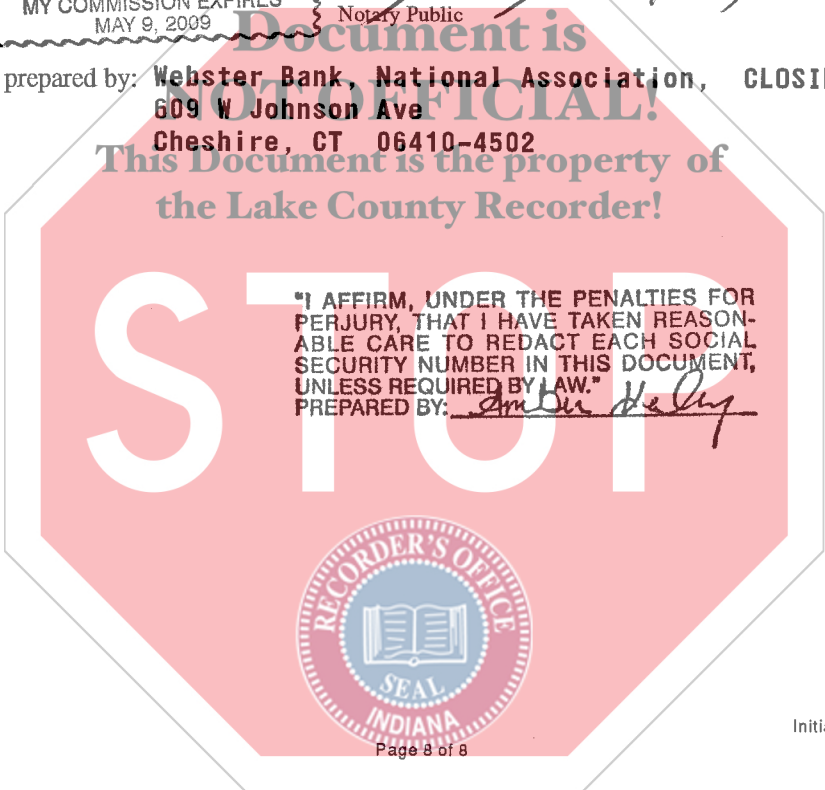 MY COMMISSION EXPIRES
MAY 9, 2009
Notary Public
Document is
prepared by: Webster Bank, National Association, CLOSI
NOT OFFICIAL!
609 W Johnson Ave
Cheshire, CT 06410-4502
This Document is the property of
the Lake County Recorder!
STOP
"I AFFIRM, UNDER THE PENALTIES FOR
PERJURY, THAT I HAVE TAKEN REASON-
ABLE CARE TO REDACT EACH SOCIAL
SECURITY NUMBER IN THIS DOCUMENT,
UNLESS REQUIRED BY LAW."
PREPARED BY: Amber
RECORDER'S OFFICE
SEAL
INDIANA
Initia
Page 8 of 8